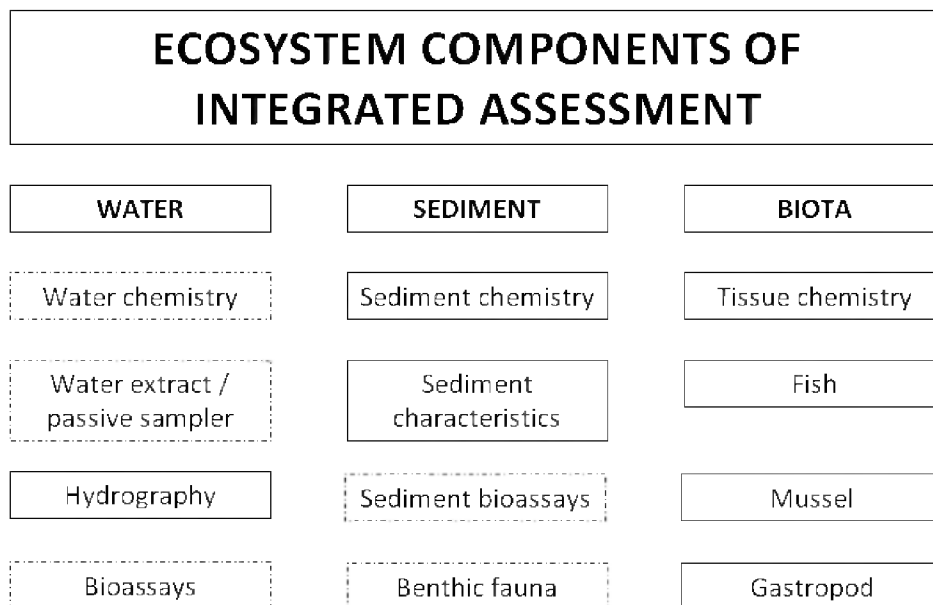 ECOSYSTEM COMPONENTS OF
INTEGRATED ASSESSMENT
WATER
SEDIMENT
BIOTA
Water chemistry
Sediment chemistry
Tissue chemistry
Water extract /
passive sampler
Sediment
characteristics
Fish
Hydrography
Sediment bioassays
Mussel
Bioassays
Benthic fauna
Gastropod